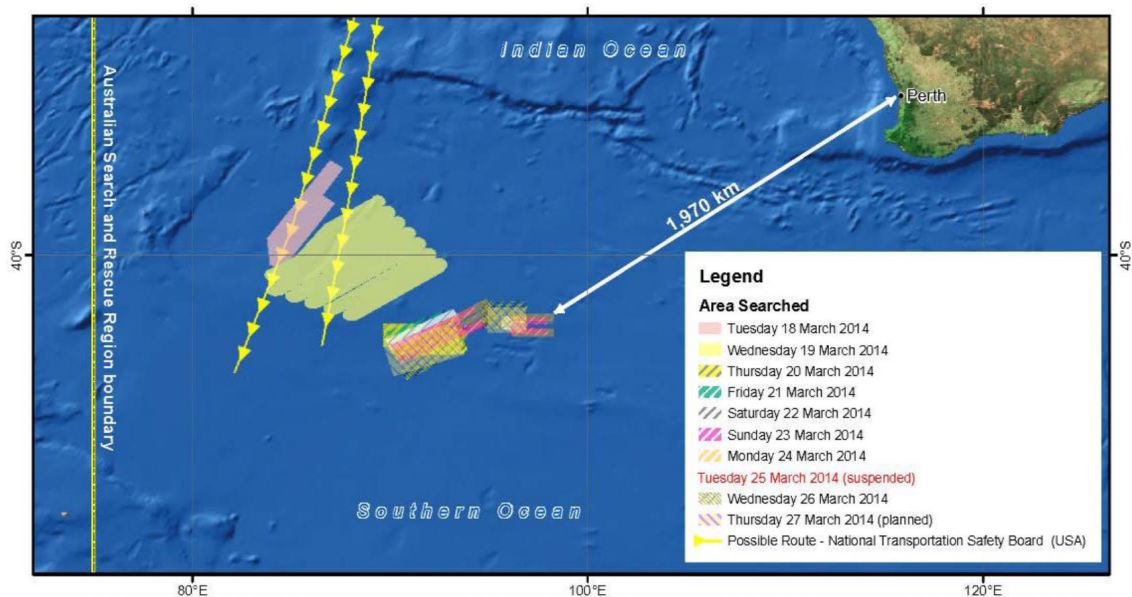 Indian Ocean
Perth
Australian Search and Rescue Region boundary
1,970 km
40°S
40°S
Legend
Area Searched
Tuesday 18 March 2014
Wednesday 19 March 2014
Thursday 20 March 2014
Friday 21 March 2014
Saturday 22 March 2014
Sunday 23 March 2014
Monday 24 March 2014
Tuesday 25 March 2014 (suspended)
Wednesday 26 March 2014
Thursday 27 March 2014 (planned)
Possible Route - National Transportation Safety Board (USA)
Southern Ocean
80°E
100°E
120°E